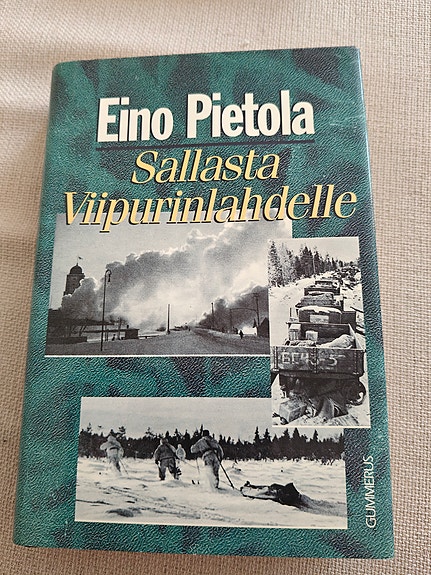 Eino Pietola
Sallasta
Viipurinlahdelle
GUMMERUS